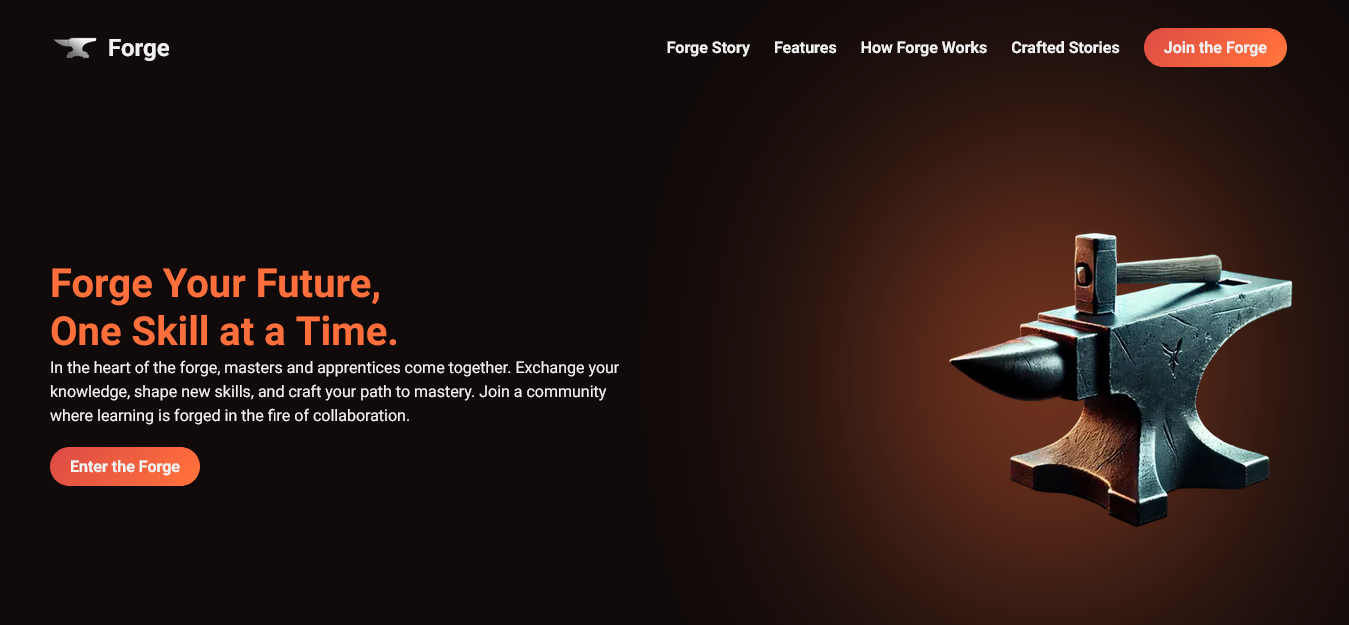 Forge
Forge Story
Features
How Forge Works
Crafted Stories
Join the Forge
Forge Your Future,
One Skill at a Time.
In the heart of the forge, masters and apprentices come together. Exchange your
knowledge, shape new skills, and craft your path to mastery. Join a community
where learning is forged in the fire of collaboration.
Enter the Forge